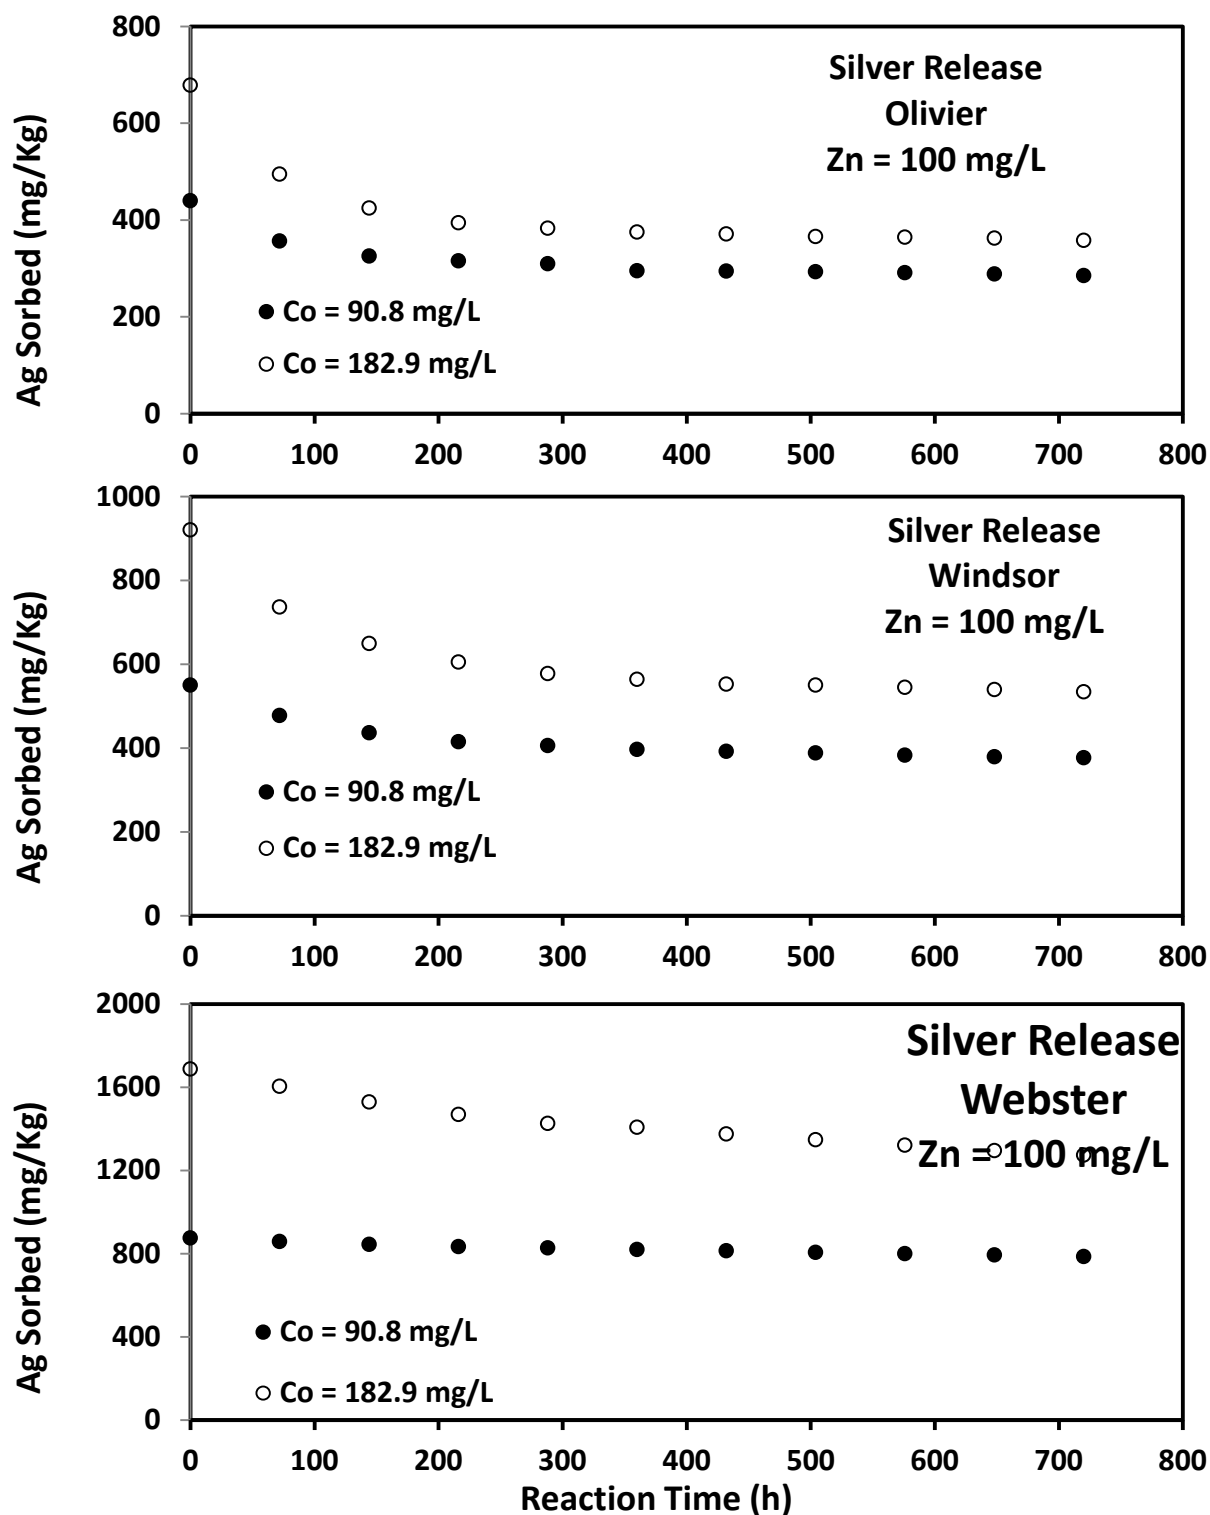 800
600
400
200
0
Ag Sorbed (mg/Kg)
Silver Release
Olivier
Zn = 100 mg/L
Co = 90.8 mg/L
Co = 182.9 mg/L
0 100 200 300 400 500 600 700 800
1000
800
600
400
200
0
Ag Sorbed (mg/Kg)
Silver Release
Windsor
Zn = 100 mg/L
Co = 90.8 mg/L
Co = 182.9 mg/L
0 100 200 300 400 500 600 700 800
2000
1600
1200
800
400
0
Ag Sorbed (mg/Kg)
Silver Release
Webster
Zn = 100 mg/L
Co = 90.8 mg/L
Co = 182.9 mg/L
0 100 200 300 400 500 600 700 800
Reaction Time (h)